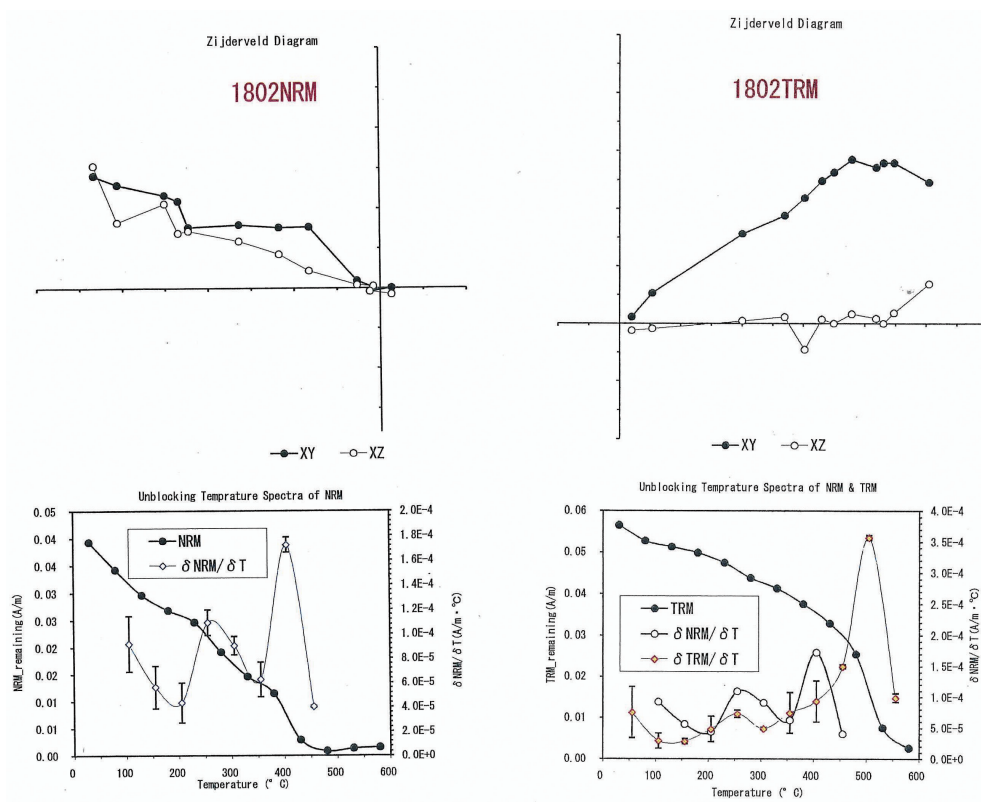 Zijderveld Diagram
1802NRM
XY XZ
Zijderveld Diagram
1802TRM
XY XZ
Unblocking Temprature Spectra of NRM
NRM_remaining(A/m)
0.05
0.04
0.04
0.03
0.03
0.02
0.02
0.01
0.01
0.00
NRM
δNRM/δT
2.0E-4
1.8E-4
1.6E-4
1.4E-4
1.2E-4
1.0E-4
8.0E-5
6.0E-5
4.0E-5
2.0E-5
0.0E+0
δNRM/δT(A/m・°C)
0 100 200 300 400 500 600
Temperature(° C)
Unblocking Temprature Spectra of NRM & TRM
TRM_remaining(A/m)
0.06
0.05
0.05
0.03
0.02
0.01
0.00
TRM
δNRM/δT
δTRM/δT
4.0E-4
3.5E-4
3.0E-4
2.5E-4
2.0E-4
1.5E-4
1.0E-4
5.0E-5
0.0E+0
δNRM/δT(A/m・°C)
0 100 200 300 400 500 600
Temperature(° C)